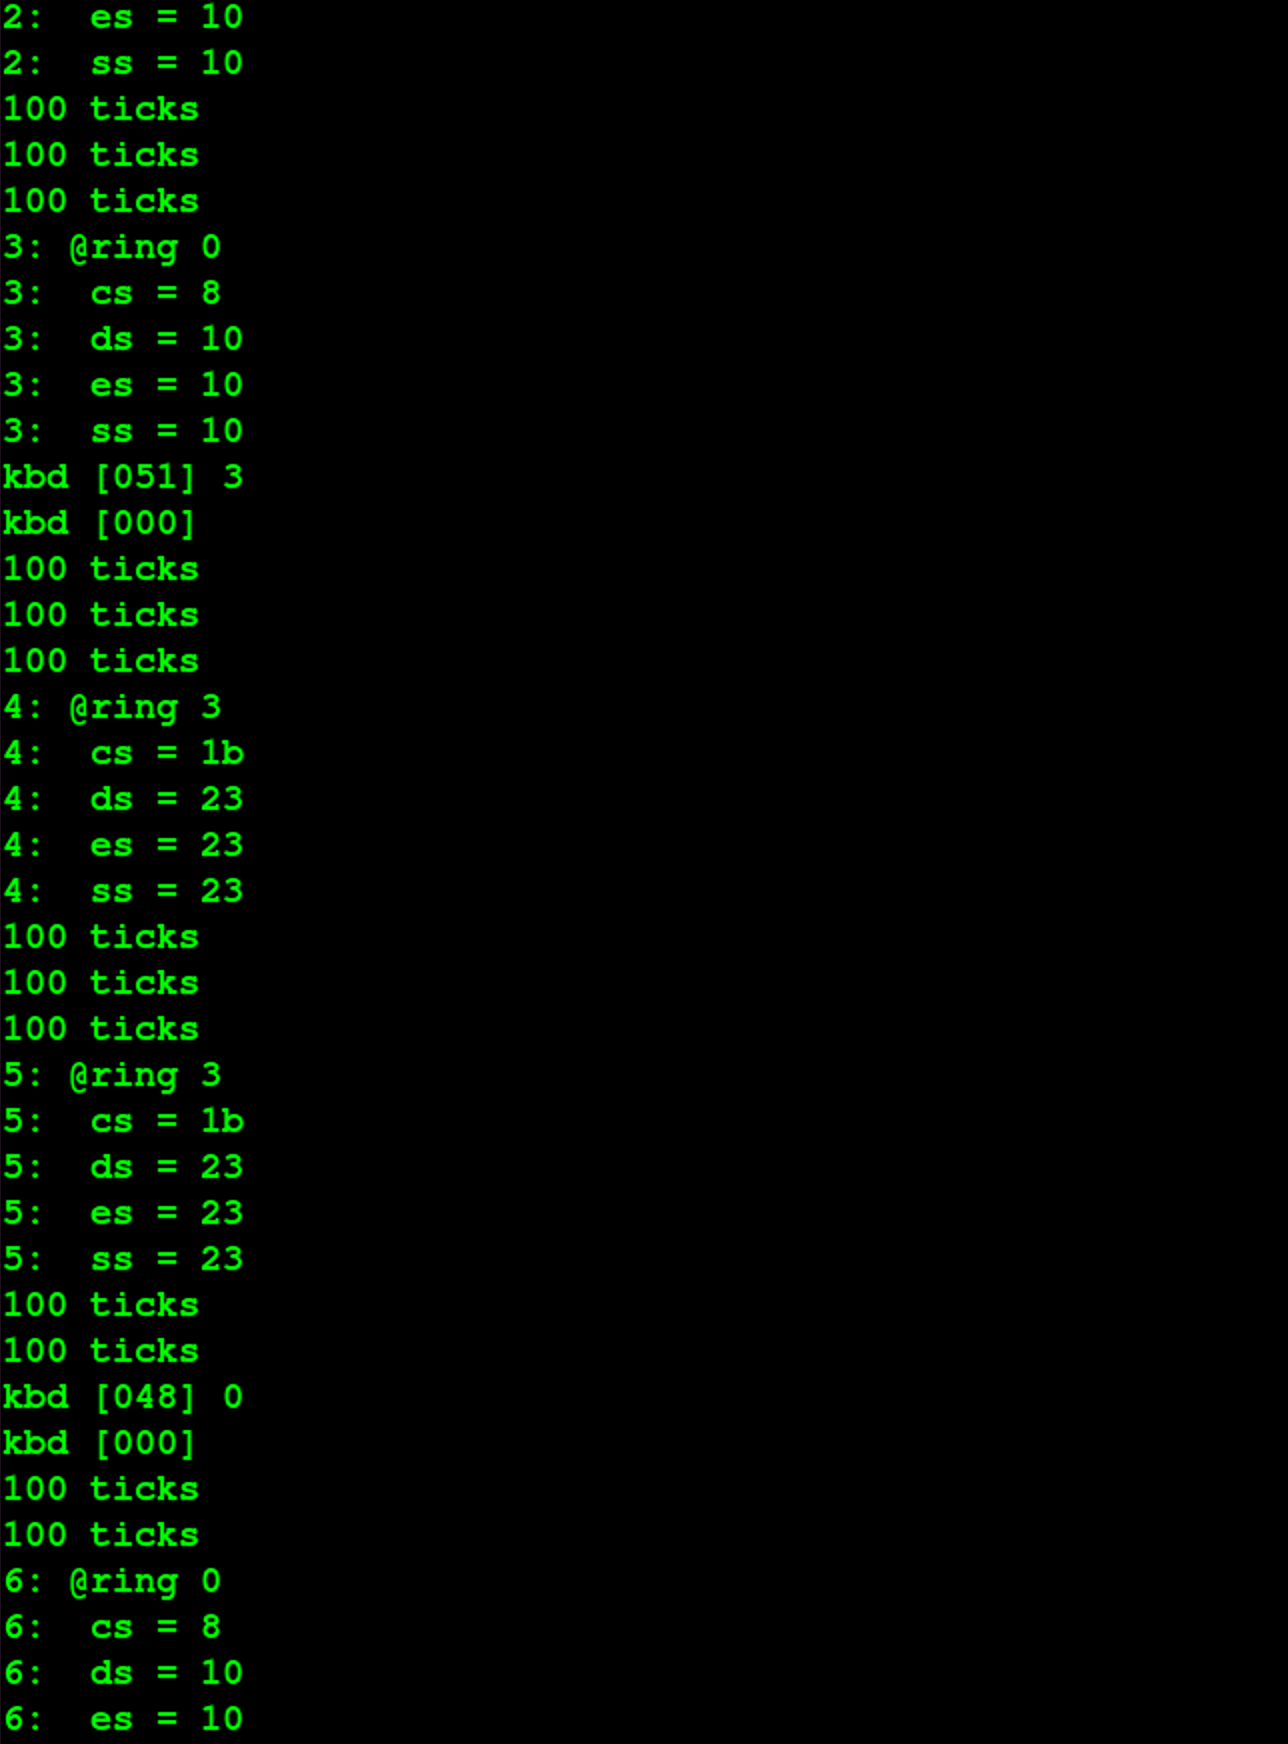 2:  es = 10
2:  ss = 10
100 ticks
100 ticks
100 ticks
3: @ring 0
3:  cs = 8
3:  ds = 10
3:  es = 10
3:  ss = 10
kbd [051] 3
kbd [000]
100 ticks
100 ticks
100 ticks
4: @ring 3
4:  cs = 1b
4:  ds = 23
4:  es = 23
4:  ss = 23
100 ticks
100 ticks
100 ticks
5: @ring 3
5:  cs = 1b
5:  ds = 23
5:  es = 23
5:  ss = 23
100 ticks
100 ticks
kbd [048] 0
kbd [000]
100 ticks
100 ticks
6: @ring 0
6:  cs = 8
6:  ds = 10
6:  es = 10